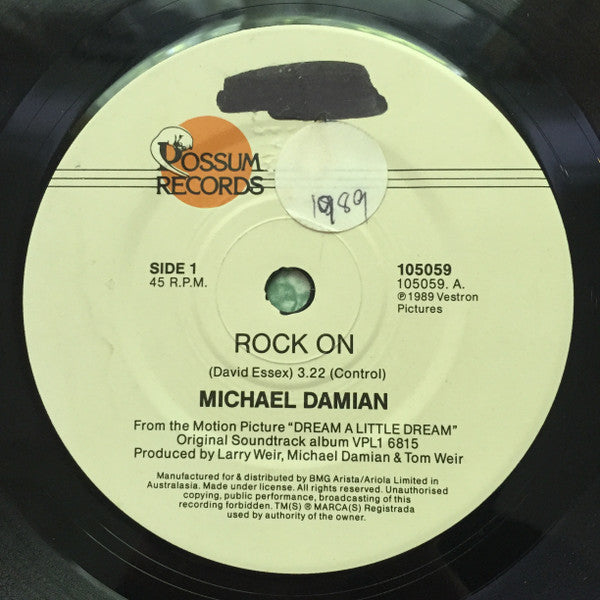 POSSUM
RECORDS
1989
SIDE 1
45 R.P.M.
105059
105059. A.
℗ 1989 Vestron
Pictures
ROCK ON
(David Essex) 3.22 (Control)
MICHAEL DAMIAN
From the Motion Picture "DREAM A LITTLE DREAM"
Original Soundtrack album VPL1 6815
Produced by Larry Weir, Michael Damian & Tom Weir
Manufactured for & distributed by BMG Arista/Ariola Limited in
Australasia. Made under license. All rights reserved. Unauthorised
copying, public performance, broadcasting of this
recording forbidden. TM(S) ® MARCA(S) Registrada
used by authority of the owner.